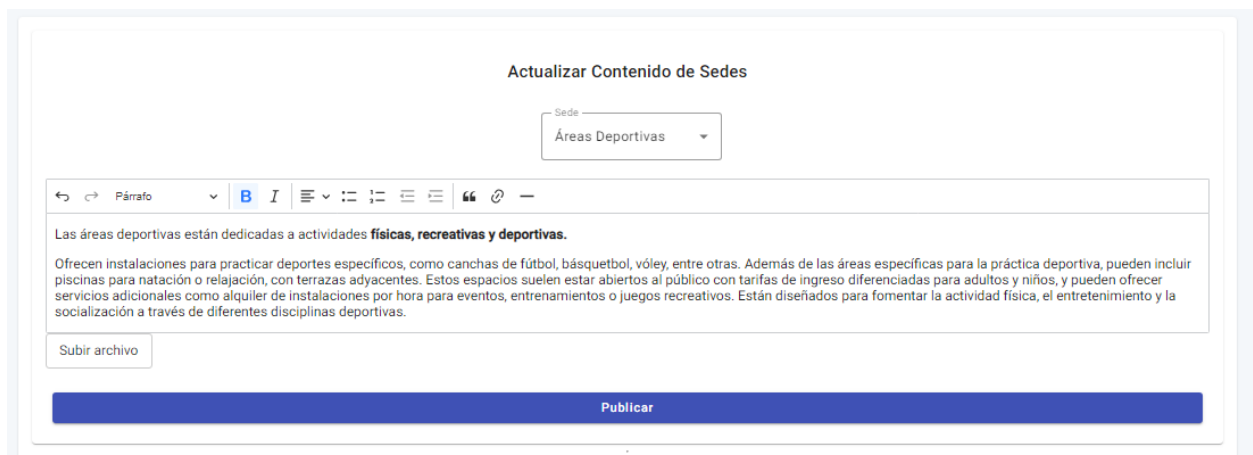 Actualizar Contenido de Sedes
Sede
Áreas Deportivas
Párrafo B I
Las áreas deportivas están dedicadas a actividades físicas, recreativas y deportivas.
Ofrecen instalaciones para practicar deportes específicos, como canchas de fútbol, básquetbol, vóley, entre otras. Además de las áreas específicas para la práctica deportiva, pueden incluir
piscinas para natación o relajación, con terrazas adyacentes. Estos espacios suelen estar abiertos al público con tarifas de ingreso diferenciadas para adultos y niños, y pueden ofrecer
servicios adicionales como alquiler de instalaciones por hora para eventos, entrenamientos o juegos recreativos. Están diseñados para fomentar la actividad física, el entretenimiento y la
socialización a través de diferentes disciplinas deportivas.
Subir archivo
Publicar